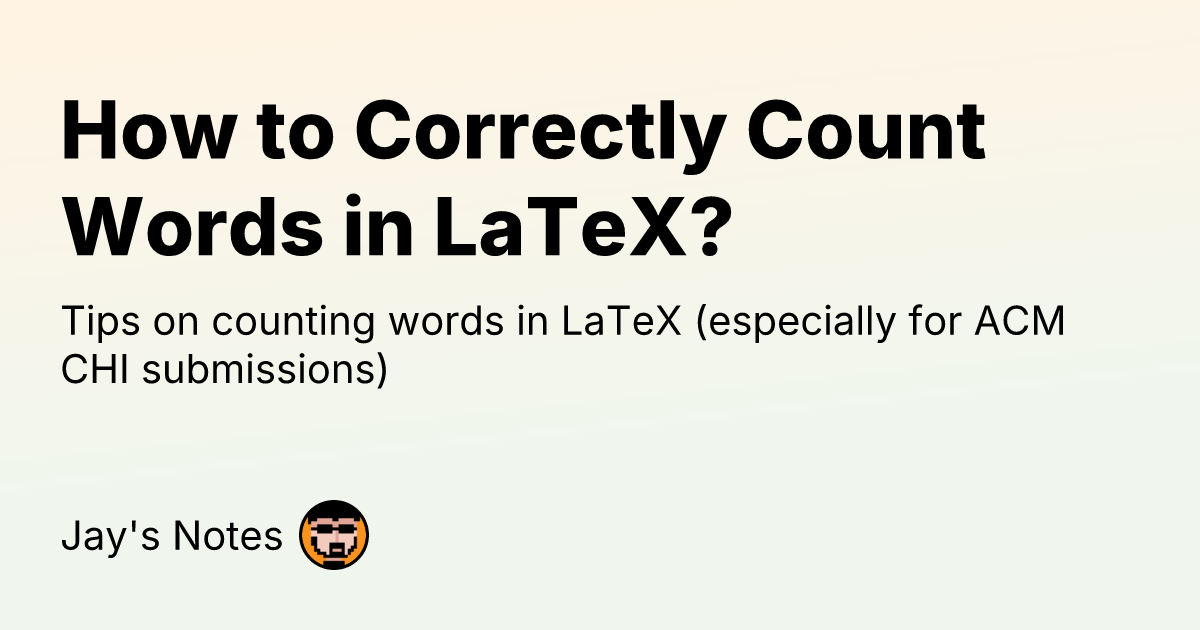 How to Correctly Count
Words in LaTeX?
Tips on counting words in LaTeX (especially for ACM
CHI submissions)
Jay's Notes